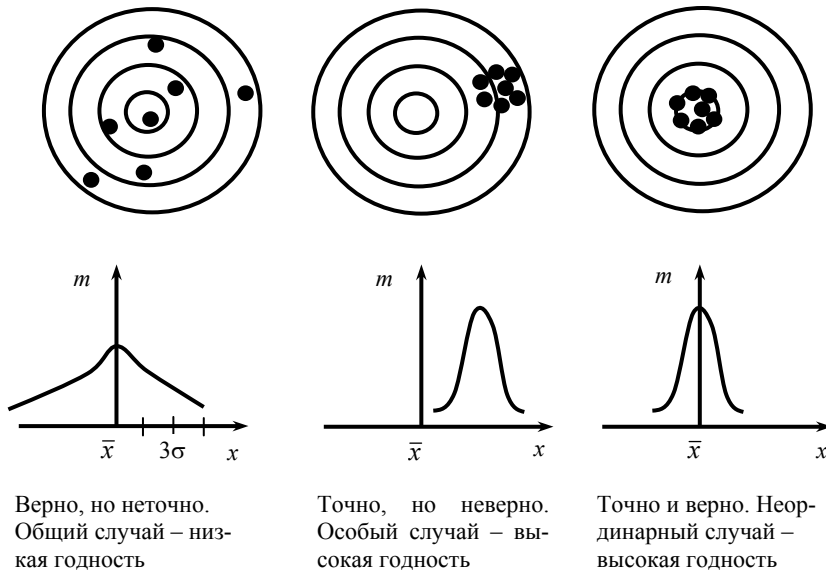 m
m
m
x̄
3σ
x
x̄
x
x̄
x
Верно, но неточно.
Общий случай – низ-
кая годность
Точно, но неверно.
Особый случай – вы-
сокая годность
Точно и верно. Неор-
динарный случай –
высокая годность